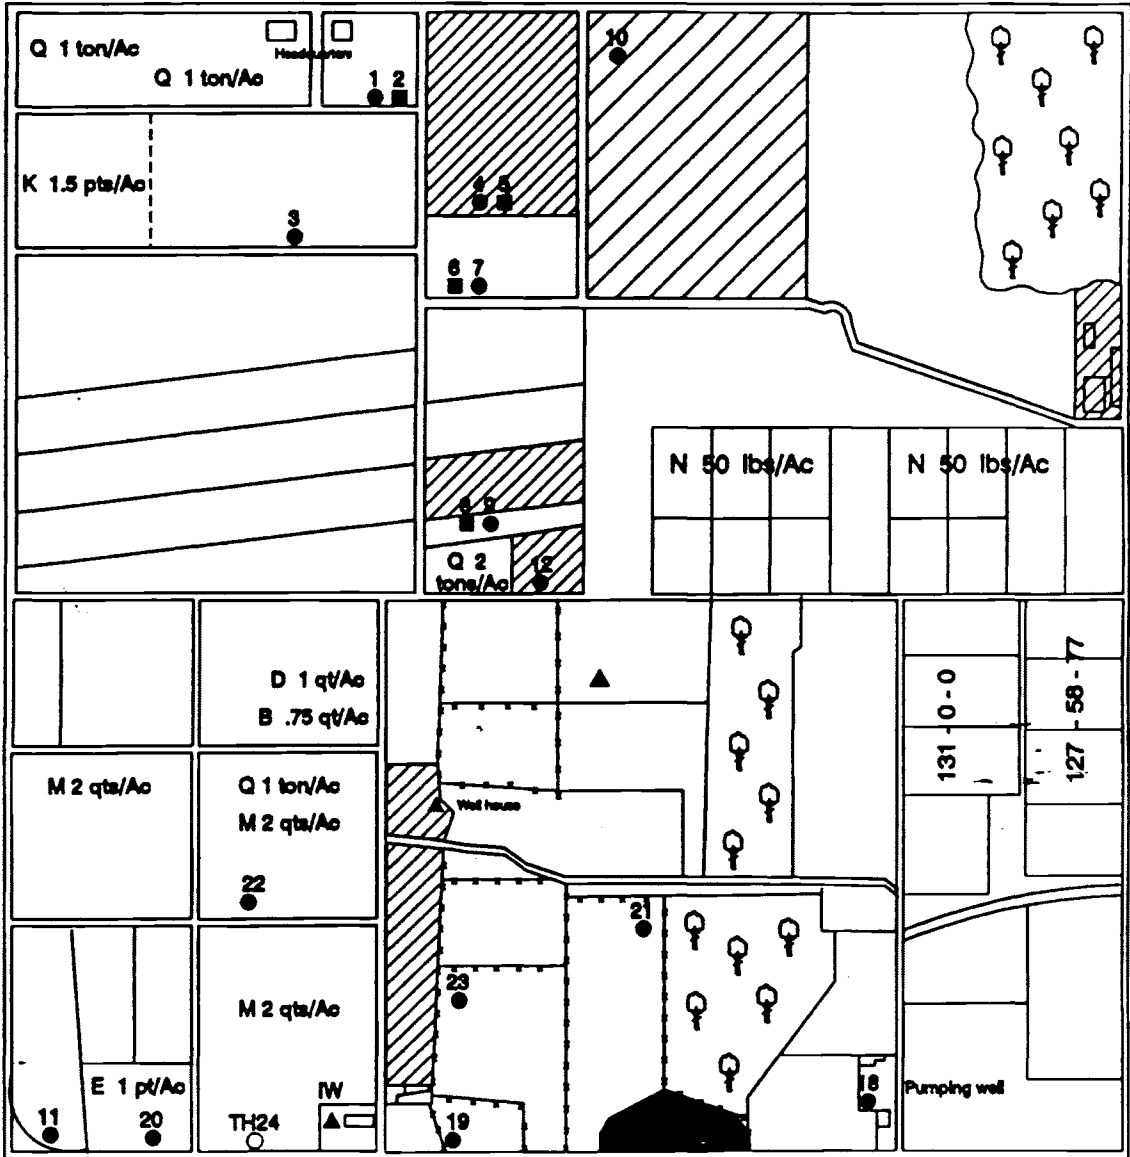 Q 1 ton/Ac
Q 1 ton/Ac
Headquarters
1 2
10
K 1.5 pts/Ac
3
4 5
6 7
N 50 lbs/Ac
N 50 lbs/Ac
8 9
Q 2
tons/Ac
12
D 1 qt/Ac
B .75 qt/Ac
131 - 0 - 0
127 - 58 - 77
M 2 qts/Ac
Q 1 ton/Ac
M 2 qts/Ac
Well house
22
21
23
M 2 qts/Ac
E 1 pt/Ac
IW
18
Pumping well
11
20
TH24
19